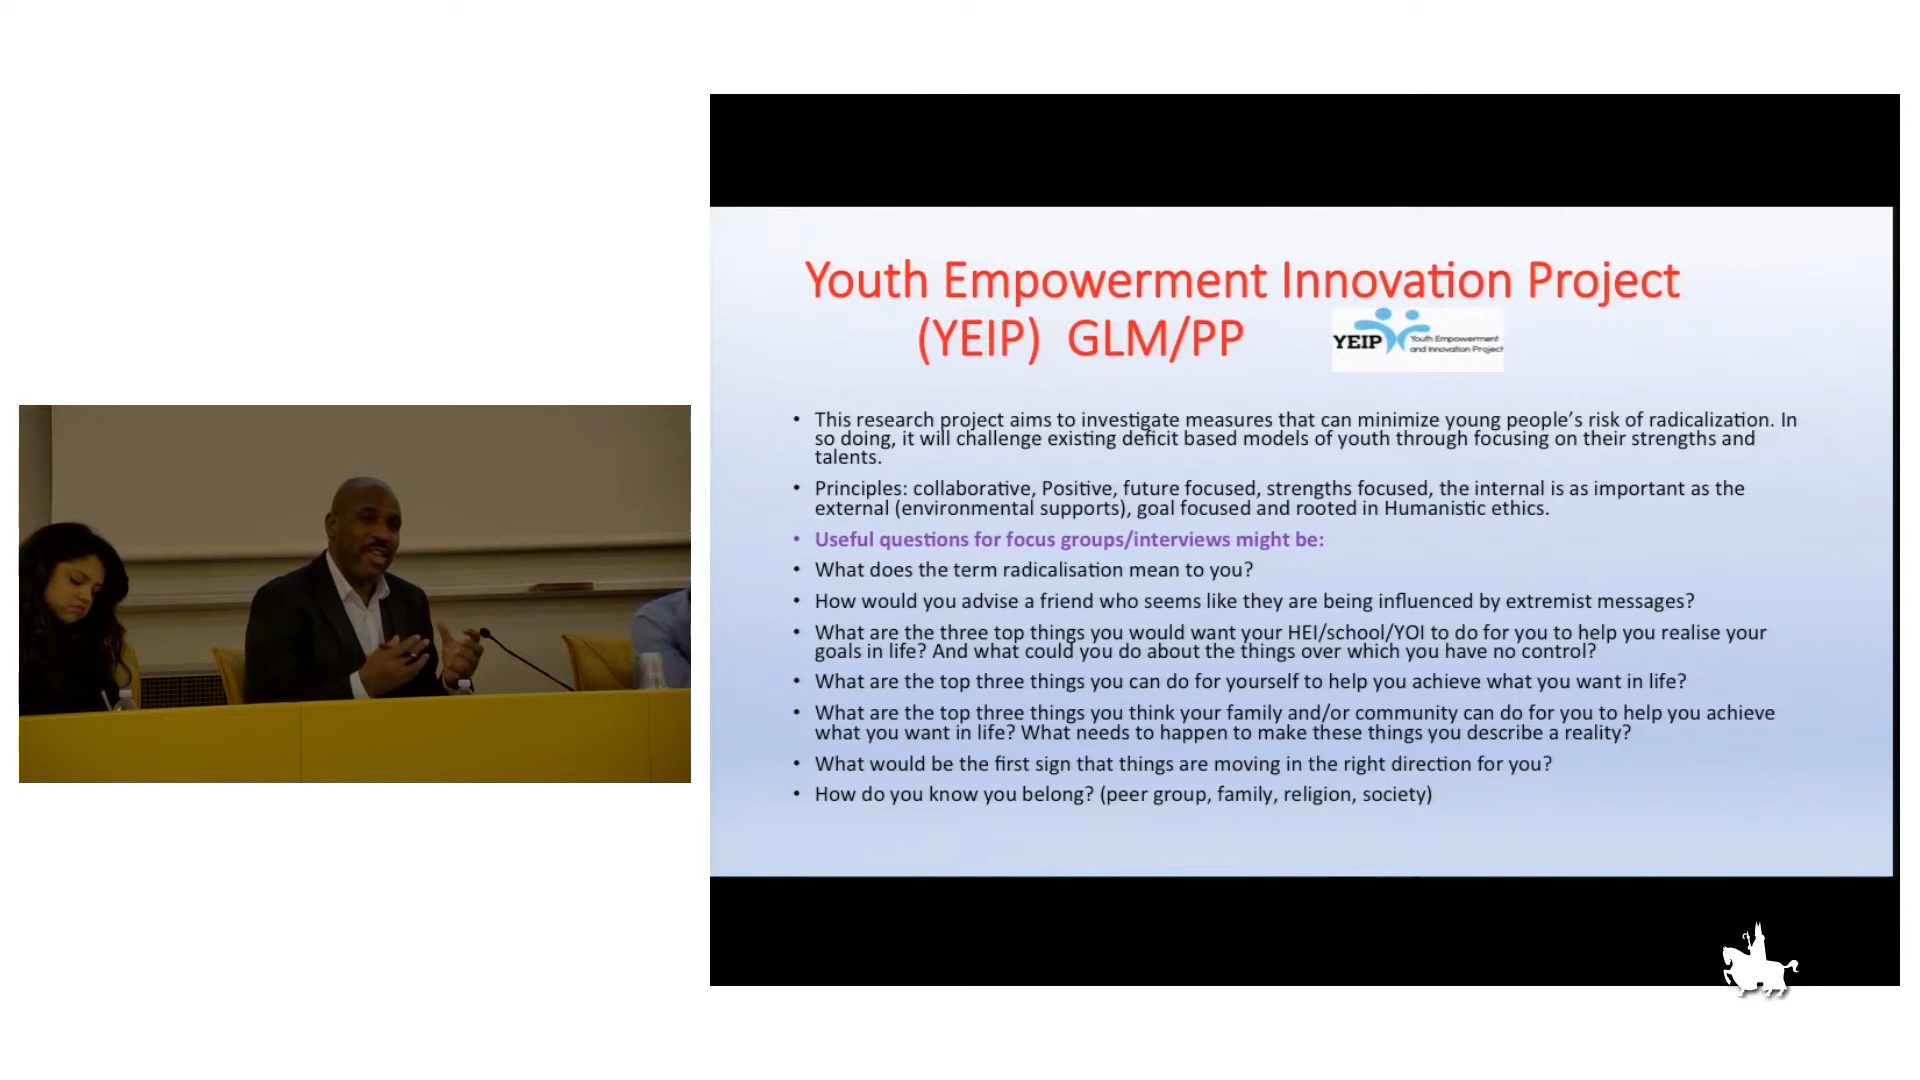 Youth Empowerment Innovation Project
(YEIP) GLM/PP
YEIP Youth Empowerment
and Innovation Project
• This research project aims to investigate measures that can minimize young people’s risk of radicalization. In
so doing, it will challenge existing deficit based models of youth through focusing on their strengths and
talents.
• Principles: collaborative, Positive, future focused, strengths focused, the internal is as important as the
external (environmental supports), goal focused and rooted in Humanistic ethics.
• Useful questions for focus groups/interviews might be:
• What does the term radicalisation mean to you?
• How would you advise a friend who seems like they are being influenced by extremist messages?
• What are the three top things you would want your HEI/school/YOI to do for you to help you realise your
goals in life? And what could you do about the things over which you have no control?
• What are the top three things you can do for yourself to help you achieve what you want in life?
• What are the top three things you think your family and/or community can do for you to help you achieve
what you want in life? What needs to happen to make these things you describe a reality?
• What would be the first sign that things are moving in the right direction for you?
• How do you know you belong? (peer group, family, religion, society)